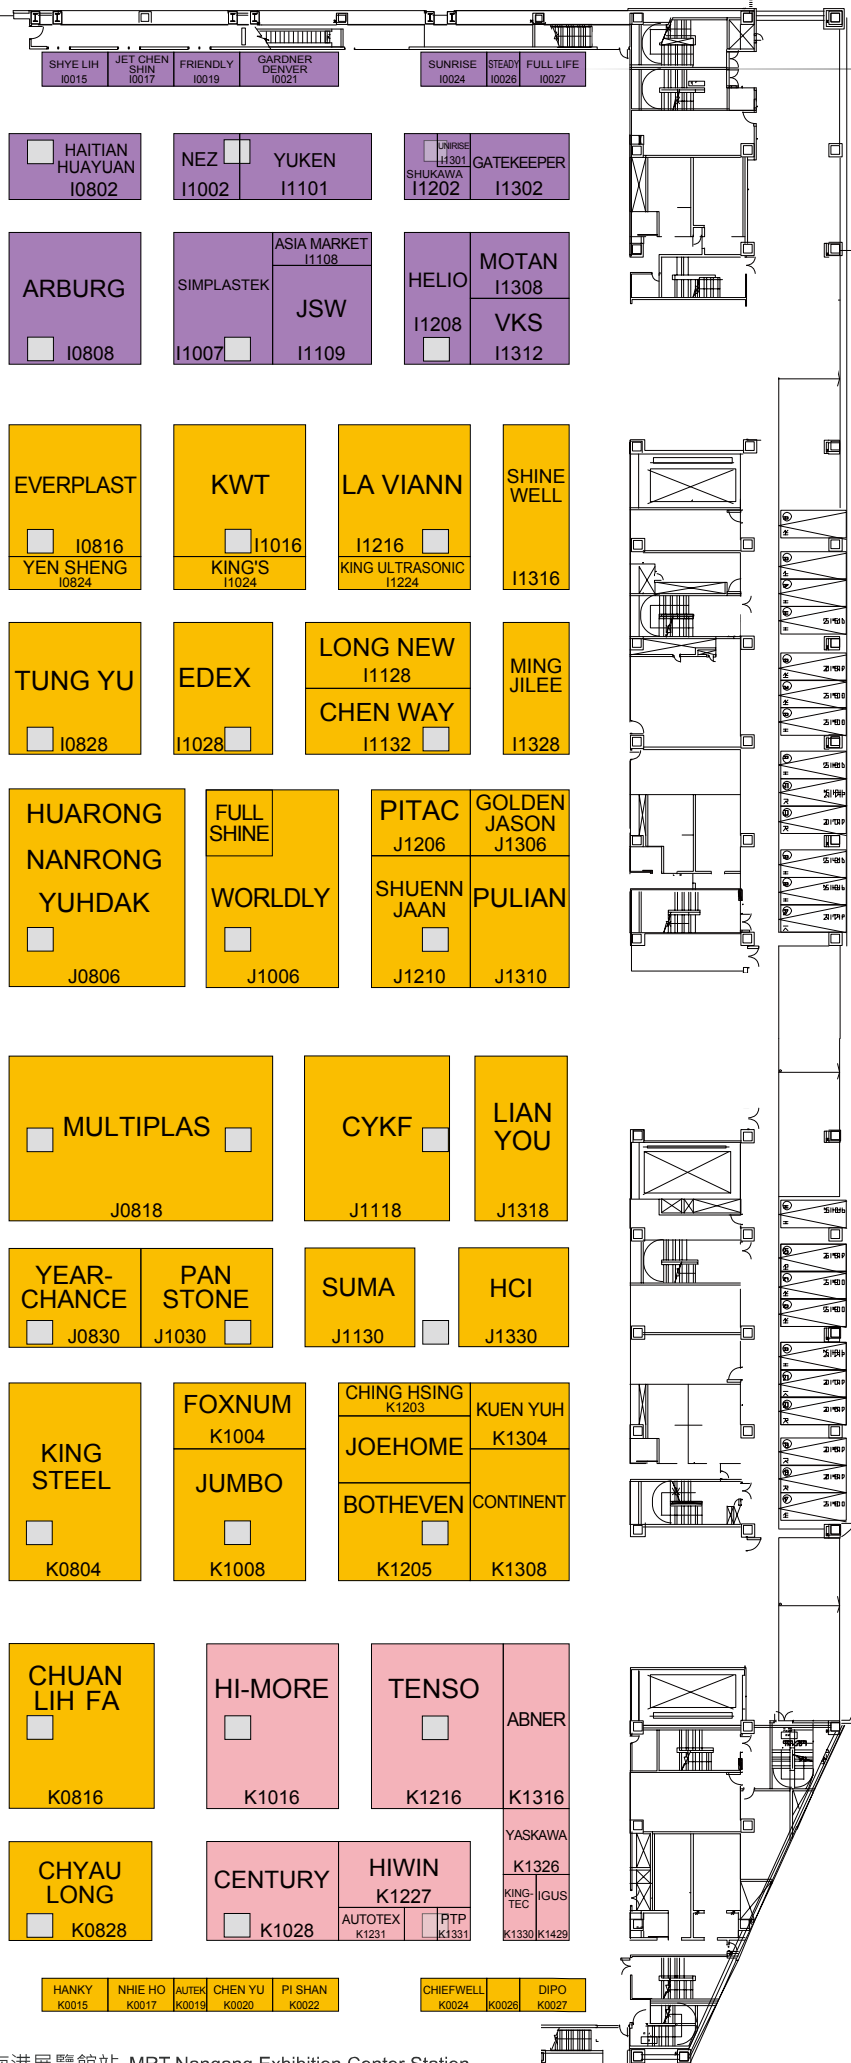 SHYE LIH
I0015
JET CHEN
SHIN
I0017
FRIENDLY
I0019
GARDNER
DENVER
I0021
SUNRISE
I0024
STEADY
I0026
FULL LIFE
I0027
HAITIAN
HUAYUAN
I0802
NEZ
I1002
YUKEN
I1101
UNIRISE
I1301
SHUKAWA
I1202
GATEKEEPER
I1302
ARBURG
I0808
SIMPLASTEK
I1007
ASIA MARKET
I1108
JSW
I1109
HELIO
I1208
MOTAN
I1308
VKS
I1312
EVERPLAST
I0816
YEN SHENG
I0824
KWT
I1016
KING'S
I1024
LA VIANN
I1216
KING ULTRASONIC
I1224
SHINE
WELL
I1316
TUNG YU
I0828
EDEX
I1028
LONG NEW
I1128
CHEN WAY
I1132
MING
JILEE
I1328
HUARONG
NANRONG
YUHDAK
J0806
FULL
SHINE
WORLDLY
J1006
PITAC
J1206
GOLDEN
JASON
J1306
SHUENN
JAAN
J1210
PULIAN
J1310
MULTIPLAS
J0818
CYKF
J1118
LIAN
YOU
J1318
YEAR-
CHANCE
J0830
PAN
STONE
J1030
SUMA
J1130
HCI
J1330
KING
STEEL
K0804
FOXNUM
K1004
JUMBO
K1008
CHING HSING
K1203
JOEHOME
BOTHEVEN
K1205
KUEN YUH
K1304
CONTINENT
K1308
CHUAN
LIH FA
K0816
HI-MORE
K1016
TENSO
K1216
ABNER
K1316
YASKAWA
K1326
KING-
TEC
K1330
IGUS
K1429
CHYAU
LONG
K0828
CENTURY
K1028
HIWIN
K1227
AUTOTEX
K1231
PTP
K1331
HANKY
K0015
NHIE HO
K0017
AUTEK
K0019
CHEN YU
K0020
PI SHAN
K0022
CHIEFWELL
K0024
K0026
DIPO
K0027
港展覽館站 MRT Nangang Exhibition Center Station